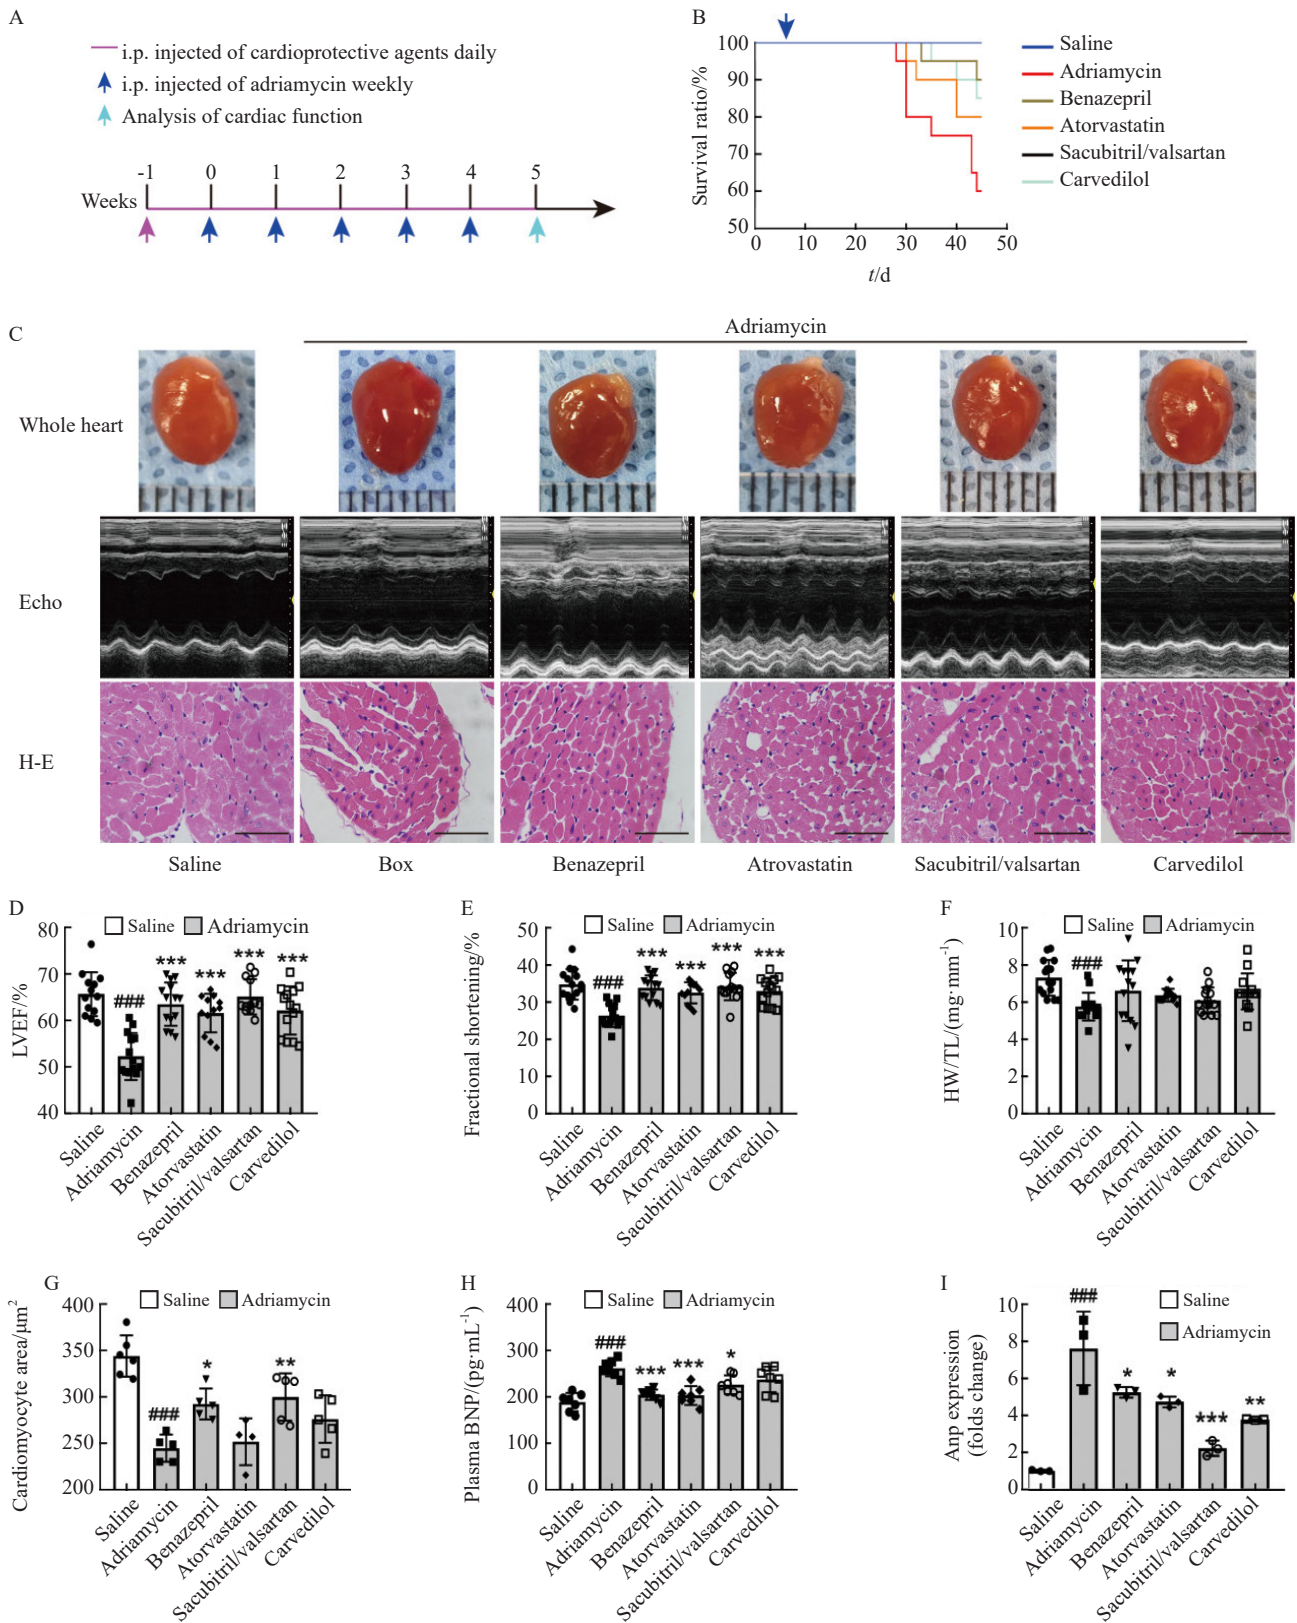 A
i.p. injected of cardioprotective agents daily
i.p. injected of adriamycin weekly
Analysis of cardiac function
-1 0 1 2 3 4 5
Weeks
B
100
90
80
70
60
50
Survival ratio/%
0 10 20 30 40 50
t/d
Saline
Adriamycin
Benazepril
Atorvastatin
Sacubitril/valsartan
Carvedilol
C
Adriamycin
Whole heart
Echo
H-E
Saline Box Benazepril Atrovastatin Sacubitril/valsartan Carvedilol
D
Saline Adriamycin
LVEF/%
80
70
60
50
40
### *** *** *** ***
Saline
Adriamycin
Benazepril
Atorvastatin
Sacubitril/valsartan
Carvedilol
E
Saline Adriamycin
Fractional shortening/%
50
40
30
20
10
0
### *** *** *** ***
Saline
Adriamycin
Benazepril
Atorvastatin
Sacubitril/valsartan
Carvedilol
F
Saline Adriamycin
HW/TL/(mg·mm⁻¹)
10
8
6
4
2
0
###
Saline
Adriamycin
Benazepril
Atorvastatin
Sacubitril/valsartan
Carvedilol
G
Saline Adriamycin
Cardiomyocyte area/μm²
400
350
300
250
200
### * **
Saline
Adriamycin
Benazepril
Atorvastatin
Sacubitril/valsartan
Carvedilol
H
Saline Adriamycin
Plasma BNP/(pg·mL⁻¹)
400
300
200
100
0
### *** *** *
Saline
Adriamycin
Benazepril
Atorvastatin
Sacubitril/valsartan
Carvedilol
I
Saline
Adriamycin
Anp expression
(folds change)
10
8
6
4
2
0
### * * *** **
Saline
Adriamycin
Benazepril
Atorvastatin
Sacubitril/valsartan
Carvedilol